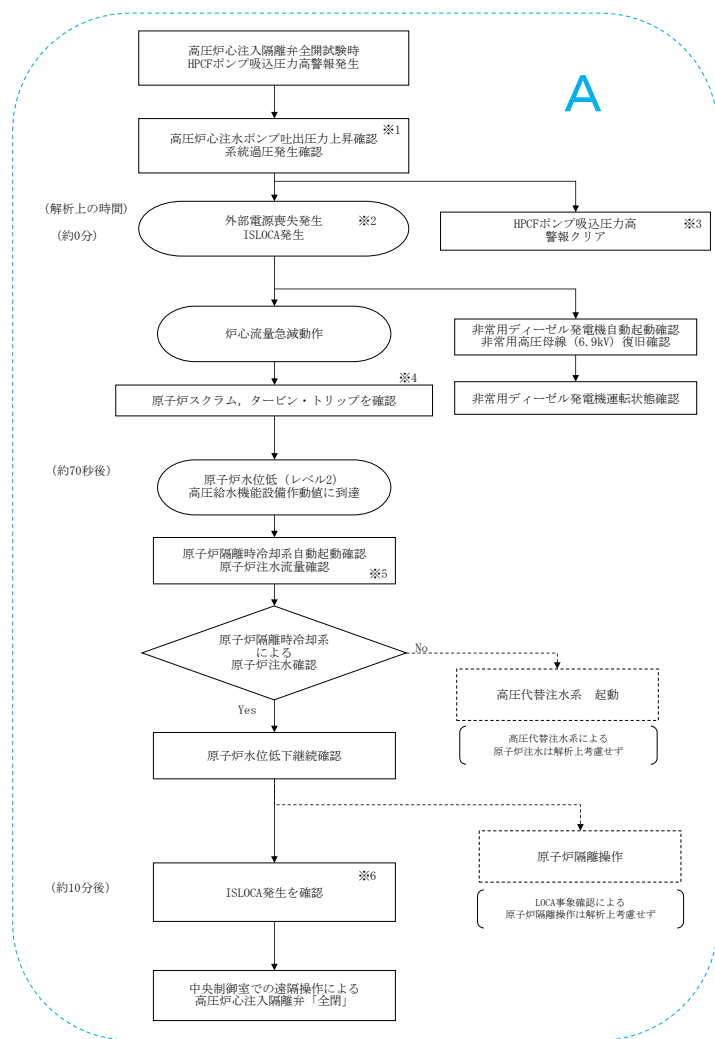 高圧炉心注入隔離弁全開試験時
HPCFポンプ吸込圧力高警報発生
A
※1
高圧炉心注水ポンプ吐出圧力上昇確認
系統過圧発生確認
(解析上の時間)
(約0分)
外部電源喪失発生 ※2
ISLOCA発生
HPCFポンプ吸込圧力高 ※3
警報クリア
炉心流量急減動作
非常用ディーゼル発電機自動起動確認
非常用高圧母線（6.9kV）復旧確認
※4
原子炉スクラム，タービン・トリップを確認
非常用ディーゼル発電機運転状態確認
(約70秒後)
原子炉水位低（レベル2）
高圧給水機能設備作動値に到達
原子炉隔離時冷却系自動起動確認
原子炉注水流量確認
※5
原子炉隔離時冷却系
による
原子炉注水確認
No
Yes
高圧代替注水系　起動
高圧代替注水系による
原子炉注水は解析上考慮せず
原子炉水位低下継続確認
原子炉隔離操作
LOCA事象確認による
原子炉隔離操作は解析上考慮せず
(約10分後)
※6
ISLOCA発生を確認
中央制御室での遠隔操作による
高圧炉心注入隔離弁「全閉」